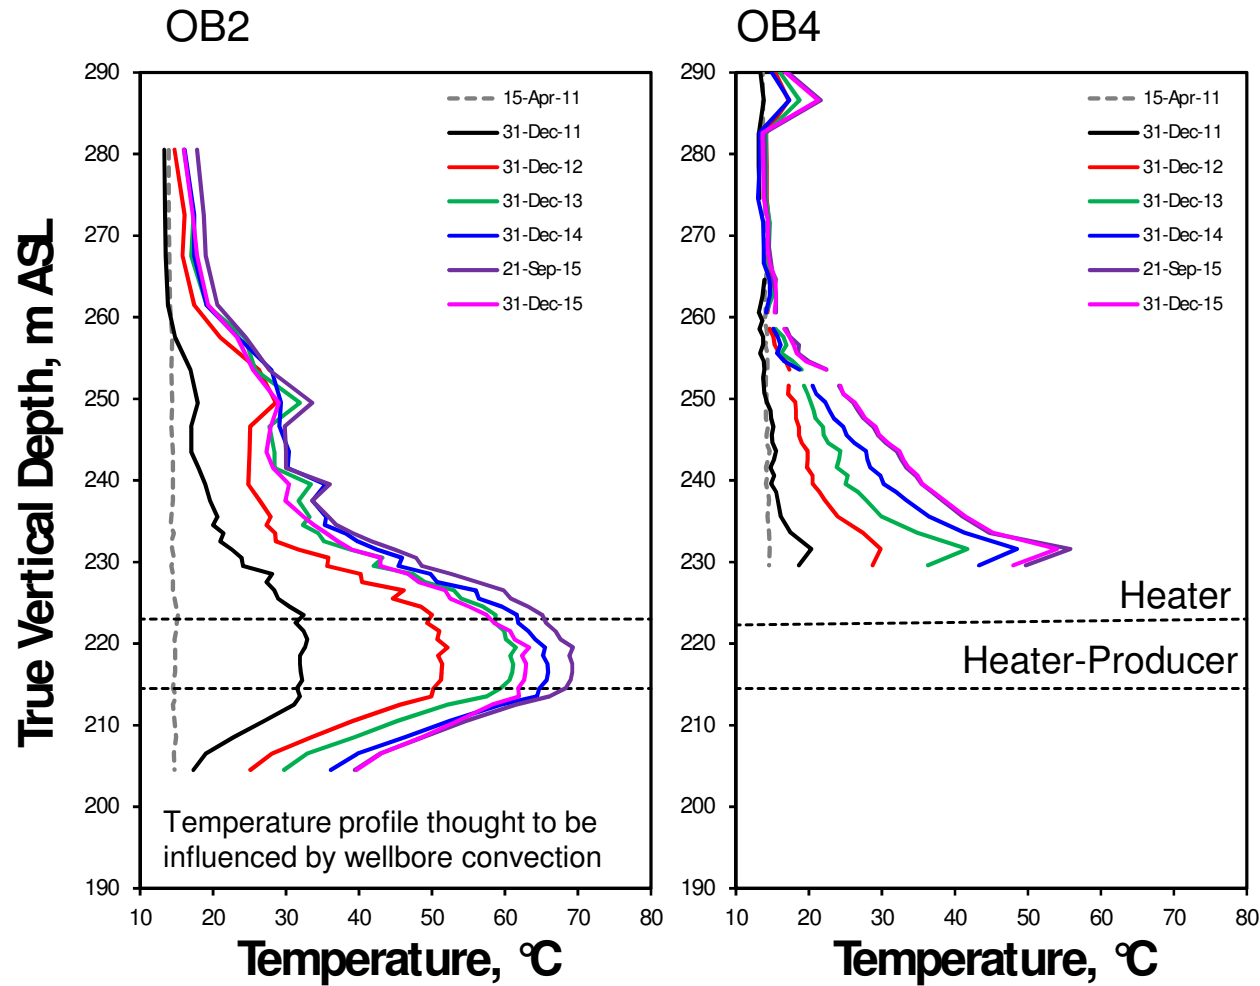 OB2
OB4
True Vertical Depth, m ASL
290
280
270
260
250
240
230
220
210
200
190
15-Apr-11
31-Dec-11
31-Dec-12
31-Dec-13
31-Dec-14
21-Sep-15
31-Dec-15
Temperature profile thought to be
influenced by wellbore convection
10 20 30 40 50 60 70 80
Temperature, °C
290
280
270
260
250
240
230
220
210
200
190
15-Apr-11
31-Dec-11
31-Dec-12
31-Dec-13
31-Dec-14
21-Sep-15
31-Dec-15
Heater
Heater-Producer
10 20 30 40 50 60 70 80
Temperature, °C